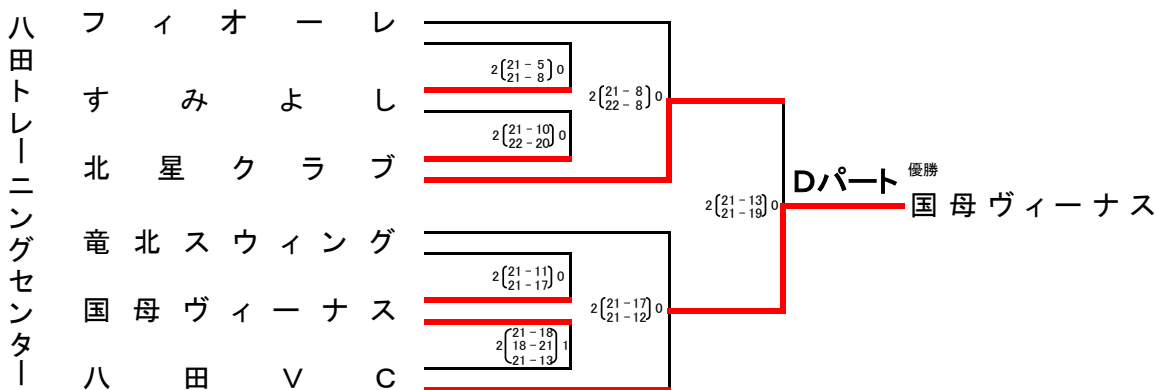 八田トレーニングセンター
フィオーレ
すみよし
北星クラブ
竜北スウィング
国母ヴィーナス
八田VC
2 21-5 0
21-8
2 21-10 0
22-20
2 21-8 0
22-8
2 21-11 0
21-17
2 21-18 1
18-21
21-13
2 21-17 0
21-12
2 21-13 0
21-19
Dパート
優勝
国母ヴィーナス